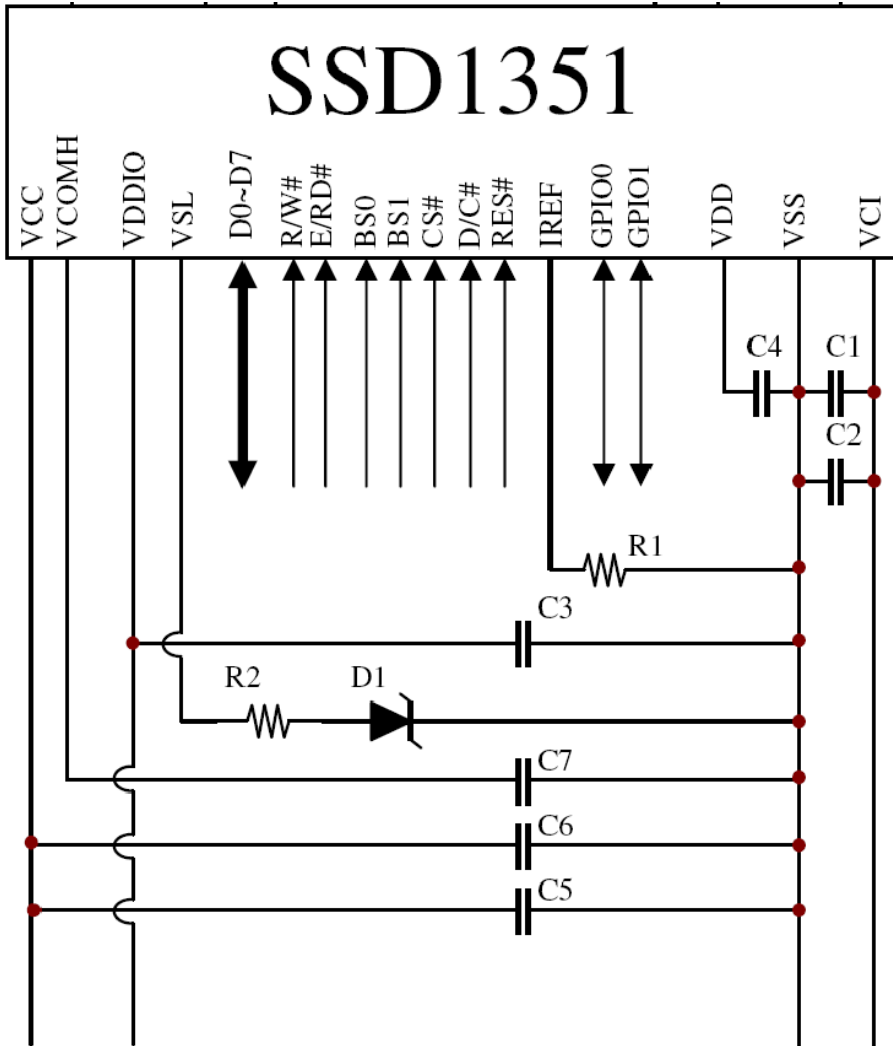 SSD1351
VCC
VCOMH
VDDIO
VSL
D0~D7
R/W#
E/RD#
BS0
BS1
CS#
D/C#
RES#
IREF
GPIO0
GPIO1
VDD
VSS
VCI
C4
C1
C2
R1
C3
R2
D1
C7
C6
C5